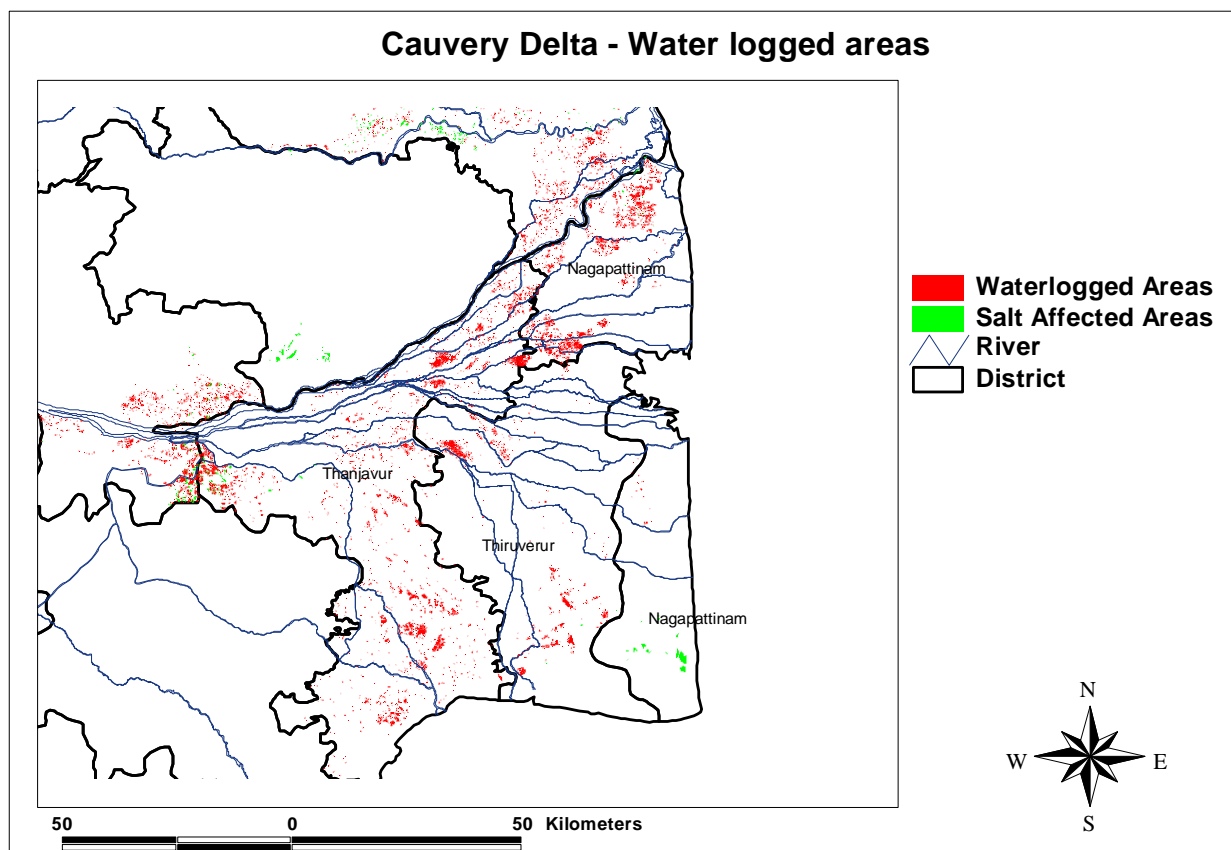 Cauvery Delta - Water logged areas
Nagapattinam
Waterlogged Areas
Salt Affected Areas
River
District
Thanjavur
Thiruverur
Nagapattinam
N
W
E
S
50 0 50 Kilometers